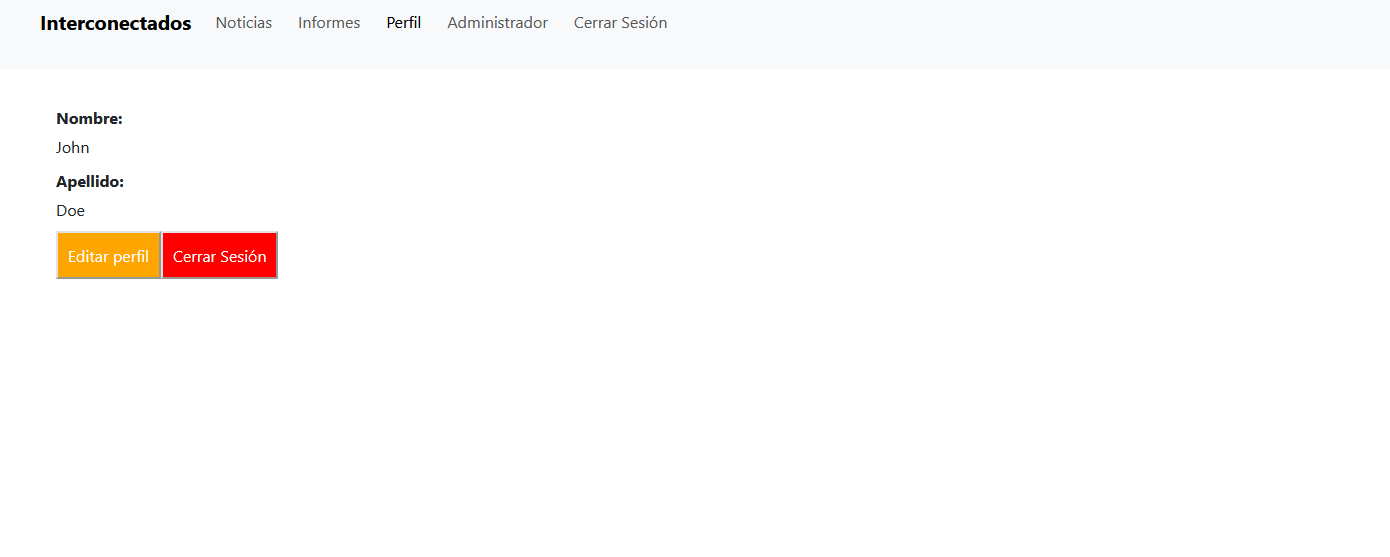 Interconectados Noticias Informes Perfil Administrador Cerrar Sesión
Nombre:
John
Apellido:
Doe
Editar perfil Cerrar Sesión